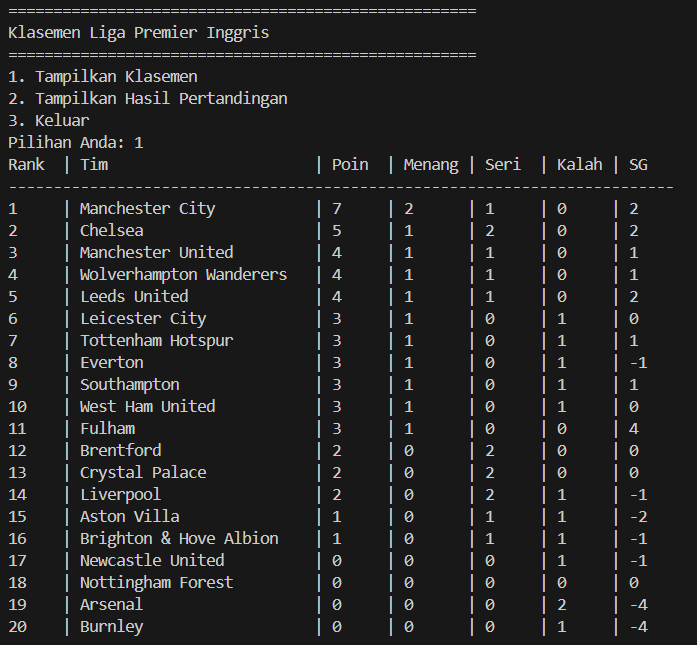 ====================================================
Klasemen Liga Premier Inggris
====================================================
1. Tampilkan Klasemen
2. Tampilkan Hasil Pertandingan
3. Keluar
Pilihan Anda: 1
Rank  | Tim                       | Poin  | Menang | Seri  | Kalah | SG
--------------------------------------------------------------------------
1     | Manchester City           | 7     | 2      | 1     | 0     | 2
2     | Chelsea                   | 5     | 1      | 2     | 0     | 2
3     | Manchester United         | 4     | 1      | 1     | 0     | 1
4     | Wolverhampton Wanderers   | 4     | 1      | 1     | 0     | 1
5     | Leeds United              | 4     | 1      | 1     | 0     | 2
6     | Leicester City            | 3     | 1      | 0     | 1     | 0
7     | Tottenham Hotspur         | 3     | 1      | 0     | 1     | 1
8     | Everton                   | 3     | 1      | 0     | 1     | -1
9     | Southampton               | 3     | 1      | 0     | 1     | 1
10    | West Ham United           | 3     | 1      | 0     | 1     | 0
11    | Fulham                    | 3     | 1      | 0     | 0     | 4
12    | Brentford                 | 2     | 0      | 2     | 0     | 0
13    | Crystal Palace            | 2     | 0      | 2     | 0     | 0
14    | Liverpool                 | 2     | 0      | 2     | 1     | -1
15    | Aston Villa               | 1     | 0      | 1     | 1     | -2
16    | Brighton & Hove Albion    | 1     | 0      | 1     | 1     | -1
17    | Newcastle United          | 0     | 0      | 0     | 1     | -1
18    | Nottingham Forest         | 0     | 0      | 0     | 0     | 0
19    | Arsenal                   | 0     | 0      | 0     | 2     | -4
20    | Burnley                   | 0     | 0      | 0     | 1     | -4